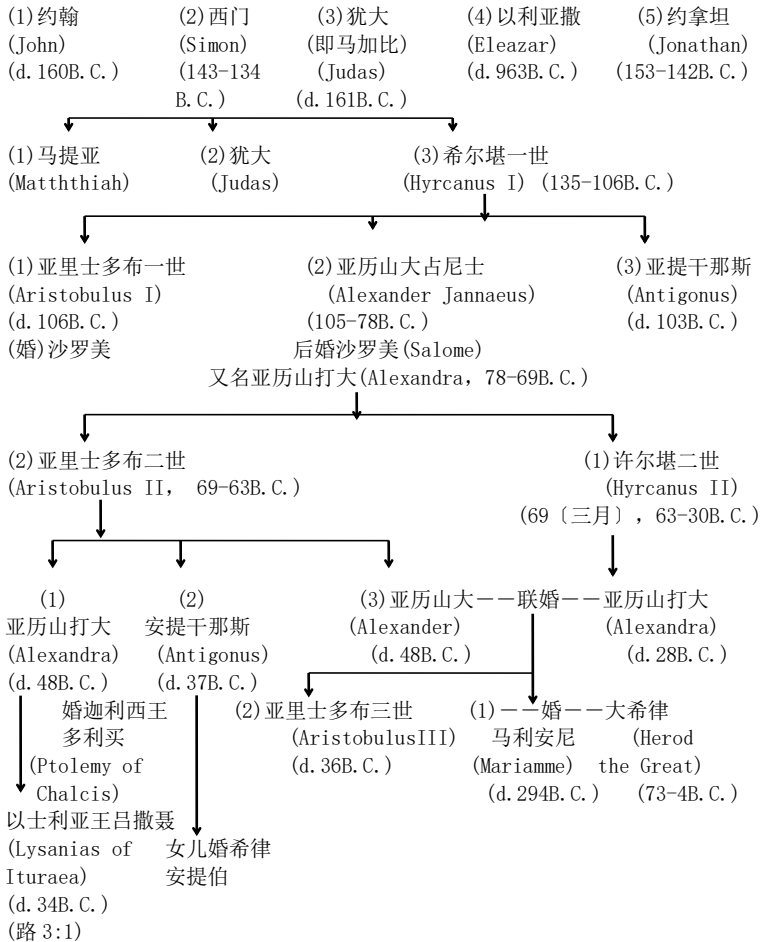 (1)约翰 (2)西门 (3)犹大 (4)以利亚撒 (5)约拿坦
(John) (Simon) (即马加比) (Eleazar) (Jonathan)
(d.160B.C.) (143-134 (Judas) (d.963B.C.) (153-142B.C.)
B.C.) (d.161B.C.)
(1)马提亚 (2)犹大 (3)希尔堪一世
(Matththiah) (Judas) (Hyrcanus I) (135-106B.C.)
(1)亚里士多布一世 (2)亚历山大占尼士 (3)亚提干那斯
(Aristobulus I) (Alexander Jannaeus) (Antigonus)
(d.106B.C.) (105-78B.C.) (d.103B.C.)
(婚)沙罗美 后婚沙罗美(Salome)
又名亚历山打大(Alexandra，78-69B.C.)
(2)亚里士多布二世 (1)许尔堪二世
(Aristobulus II， 69-63B.C.) (Hyrcanus II)
(69〔三月〕，63-30B.C.)
(1) (2) (3)亚历山大－－联婚－－亚历山打大
亚历山打大 安提干那斯 (Alexander) (Alexandra)
(Alexandra) (Antigonus) (d.48B.C.) (d.28B.C.)
(d.48B.C.) (d.37B.C.)
婚迦利西王 (2)亚里士多布三世 (1)－－婚－－大希律
多利买 (AristobulusIII) 马利安尼 (Herod
(Ptolemy of (d.36B.C.) (Mariamme) the Great)
Chalcis) (d.294B.C.) (73-4B.C.)
以士利亚王吕撒聂
(Lysanias of 女儿婚希律
Ituraea) 安提伯
(d.34B.C.)
(路3:1)